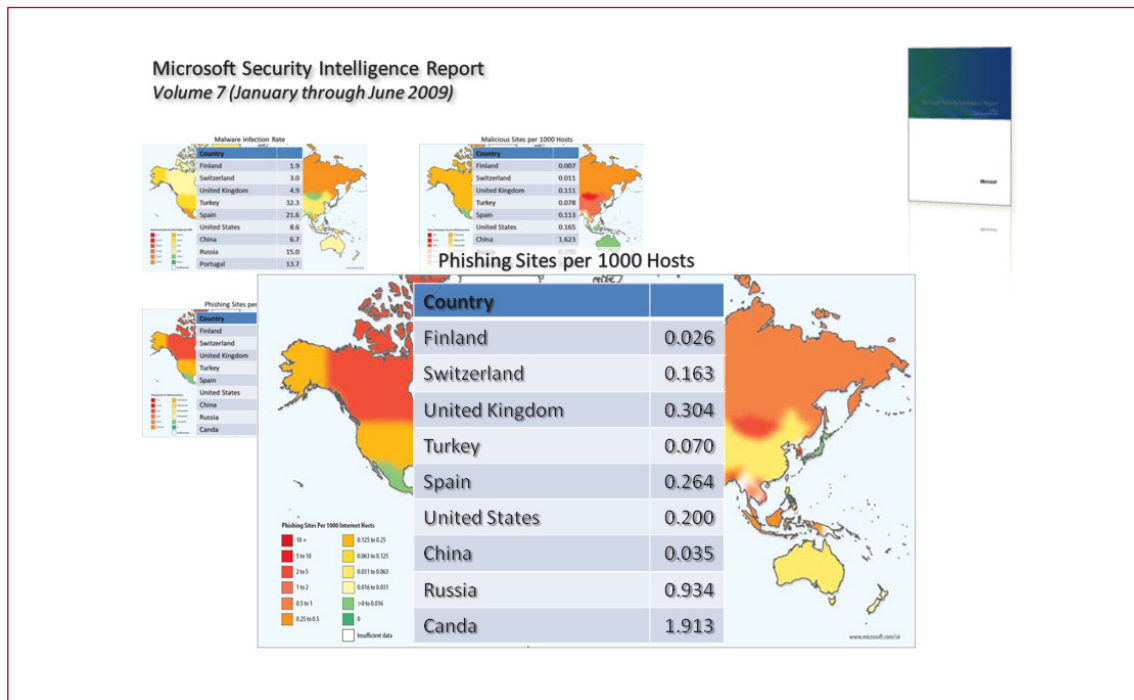 Microsoft Security Intelligence Report
Volume 7 (January through June 2009)
Microsoft
Malware Infection Rate
Country
Finland 1.9
Switzerland 3.0
United Kingdom 4.9
Turkey 32.3
Spain 21.6
United States 8.6
China 6.7
Russia 15.0
Portugal 13.7
Malicious Sites per 1000 Hosts
Country
Finland 0.007
Switzerland 0.011
United Kingdom 0.111
Turkey 0.078
Spain 0.113
United States 0.165
China 1.623
Phishing Sites per
Country
Finland
Switzerland
United Kingdom
Turkey
Spain
United States
China
Russia
Canda
Phishing Sites per 1000 Hosts
Country
Finland 0.026
Switzerland 0.163
United Kingdom 0.304
Turkey 0.070
Spain 0.264
United States 0.200
China 0.035
Russia 0.934
Canda 1.913
Phishing Sites Per 1000 Internet Hosts
10 + 0.125 to 0.25
5 to 10 0.063 to 0.125
2 to 5 0.031 to 0.063
1 to 2 0.016 to 0.031
0.5 to 1 >0 to 0.016
0.25 to 0.5 0
Insufficient data
www.microsoft.com/sir